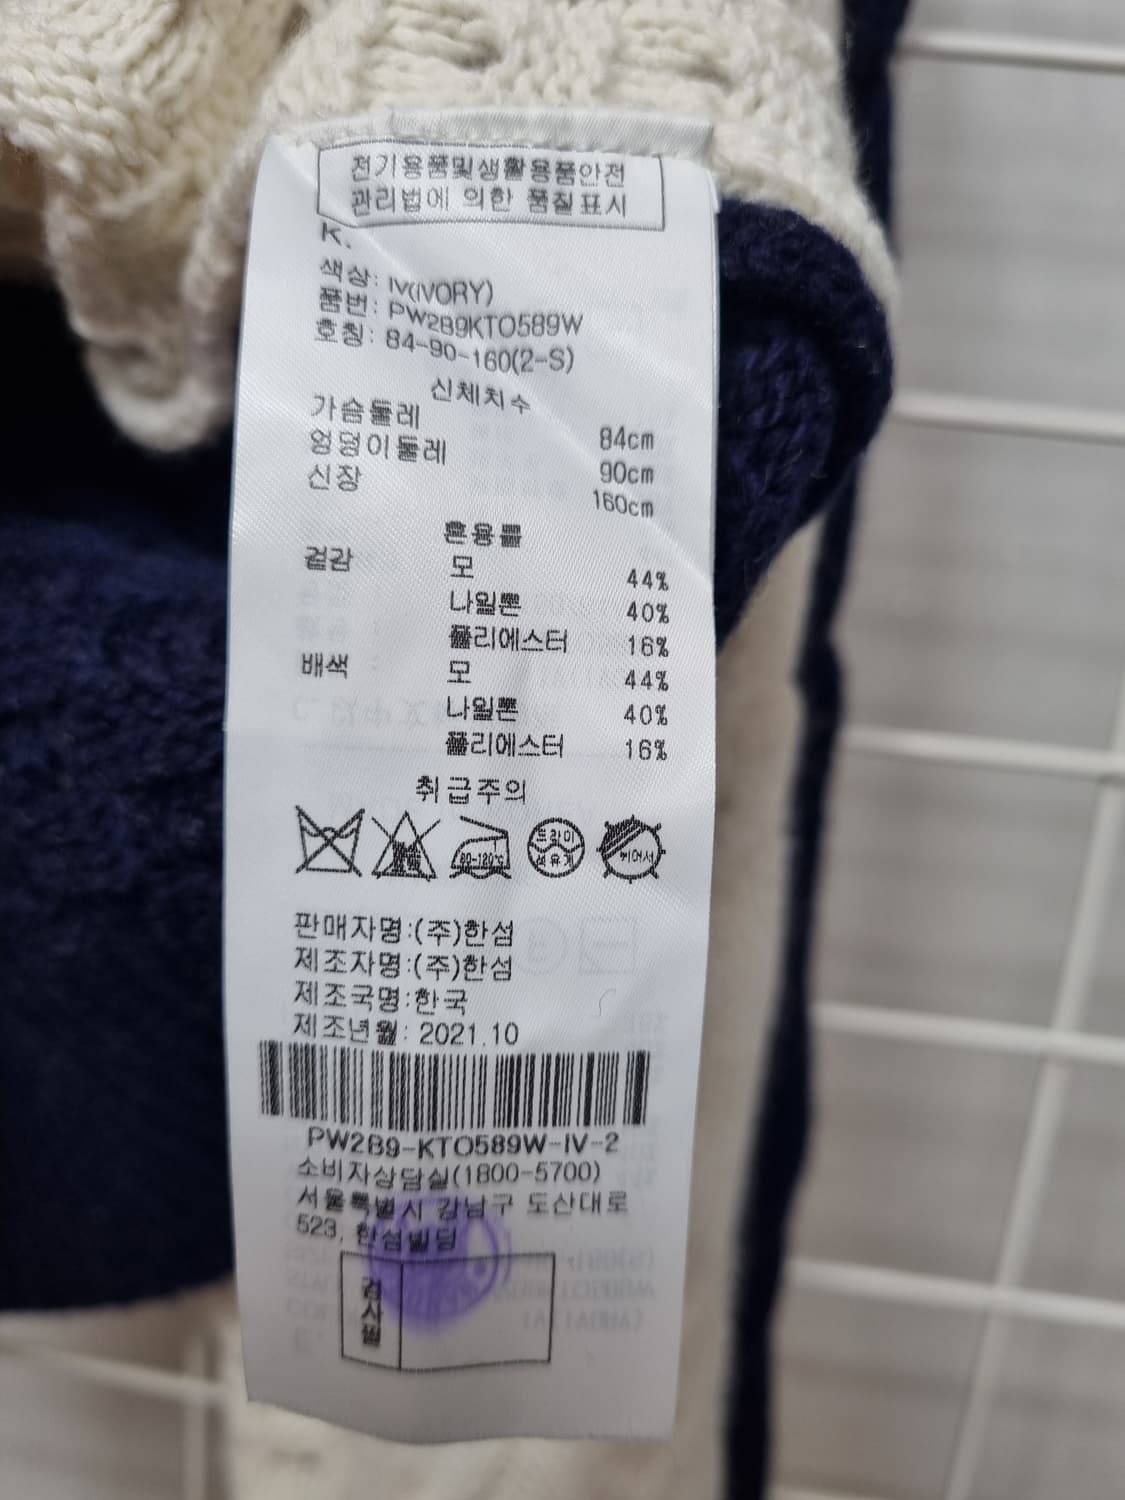 전기용품및생활용품안전
관리법에 의한 품질표시
K.
색상: IV(IVORY)
품번: PW2B9KTO589W
호칭: 84-90-160(2-S)
신체치수
가슴둘레 84cm
엉덩이둘레 90cm
신장 160cm
혼용률
겉감 모 44%
나일론 40%
폴리에스터 16%
배색 모 44%
나일론 40%
폴리에스터 16%
취급주의
80-120℃ 드라이 석유계 뉘어서
판매자명:(주)한섬
제조자명:(주)한섬
제조국명:한국
제조년월: 2021.10
PW2B9-KTO589W-IV-2
소비자상담실(1800-5700)
서울특별시 강남구 도산대로
523, 한섬빌딩
검사필